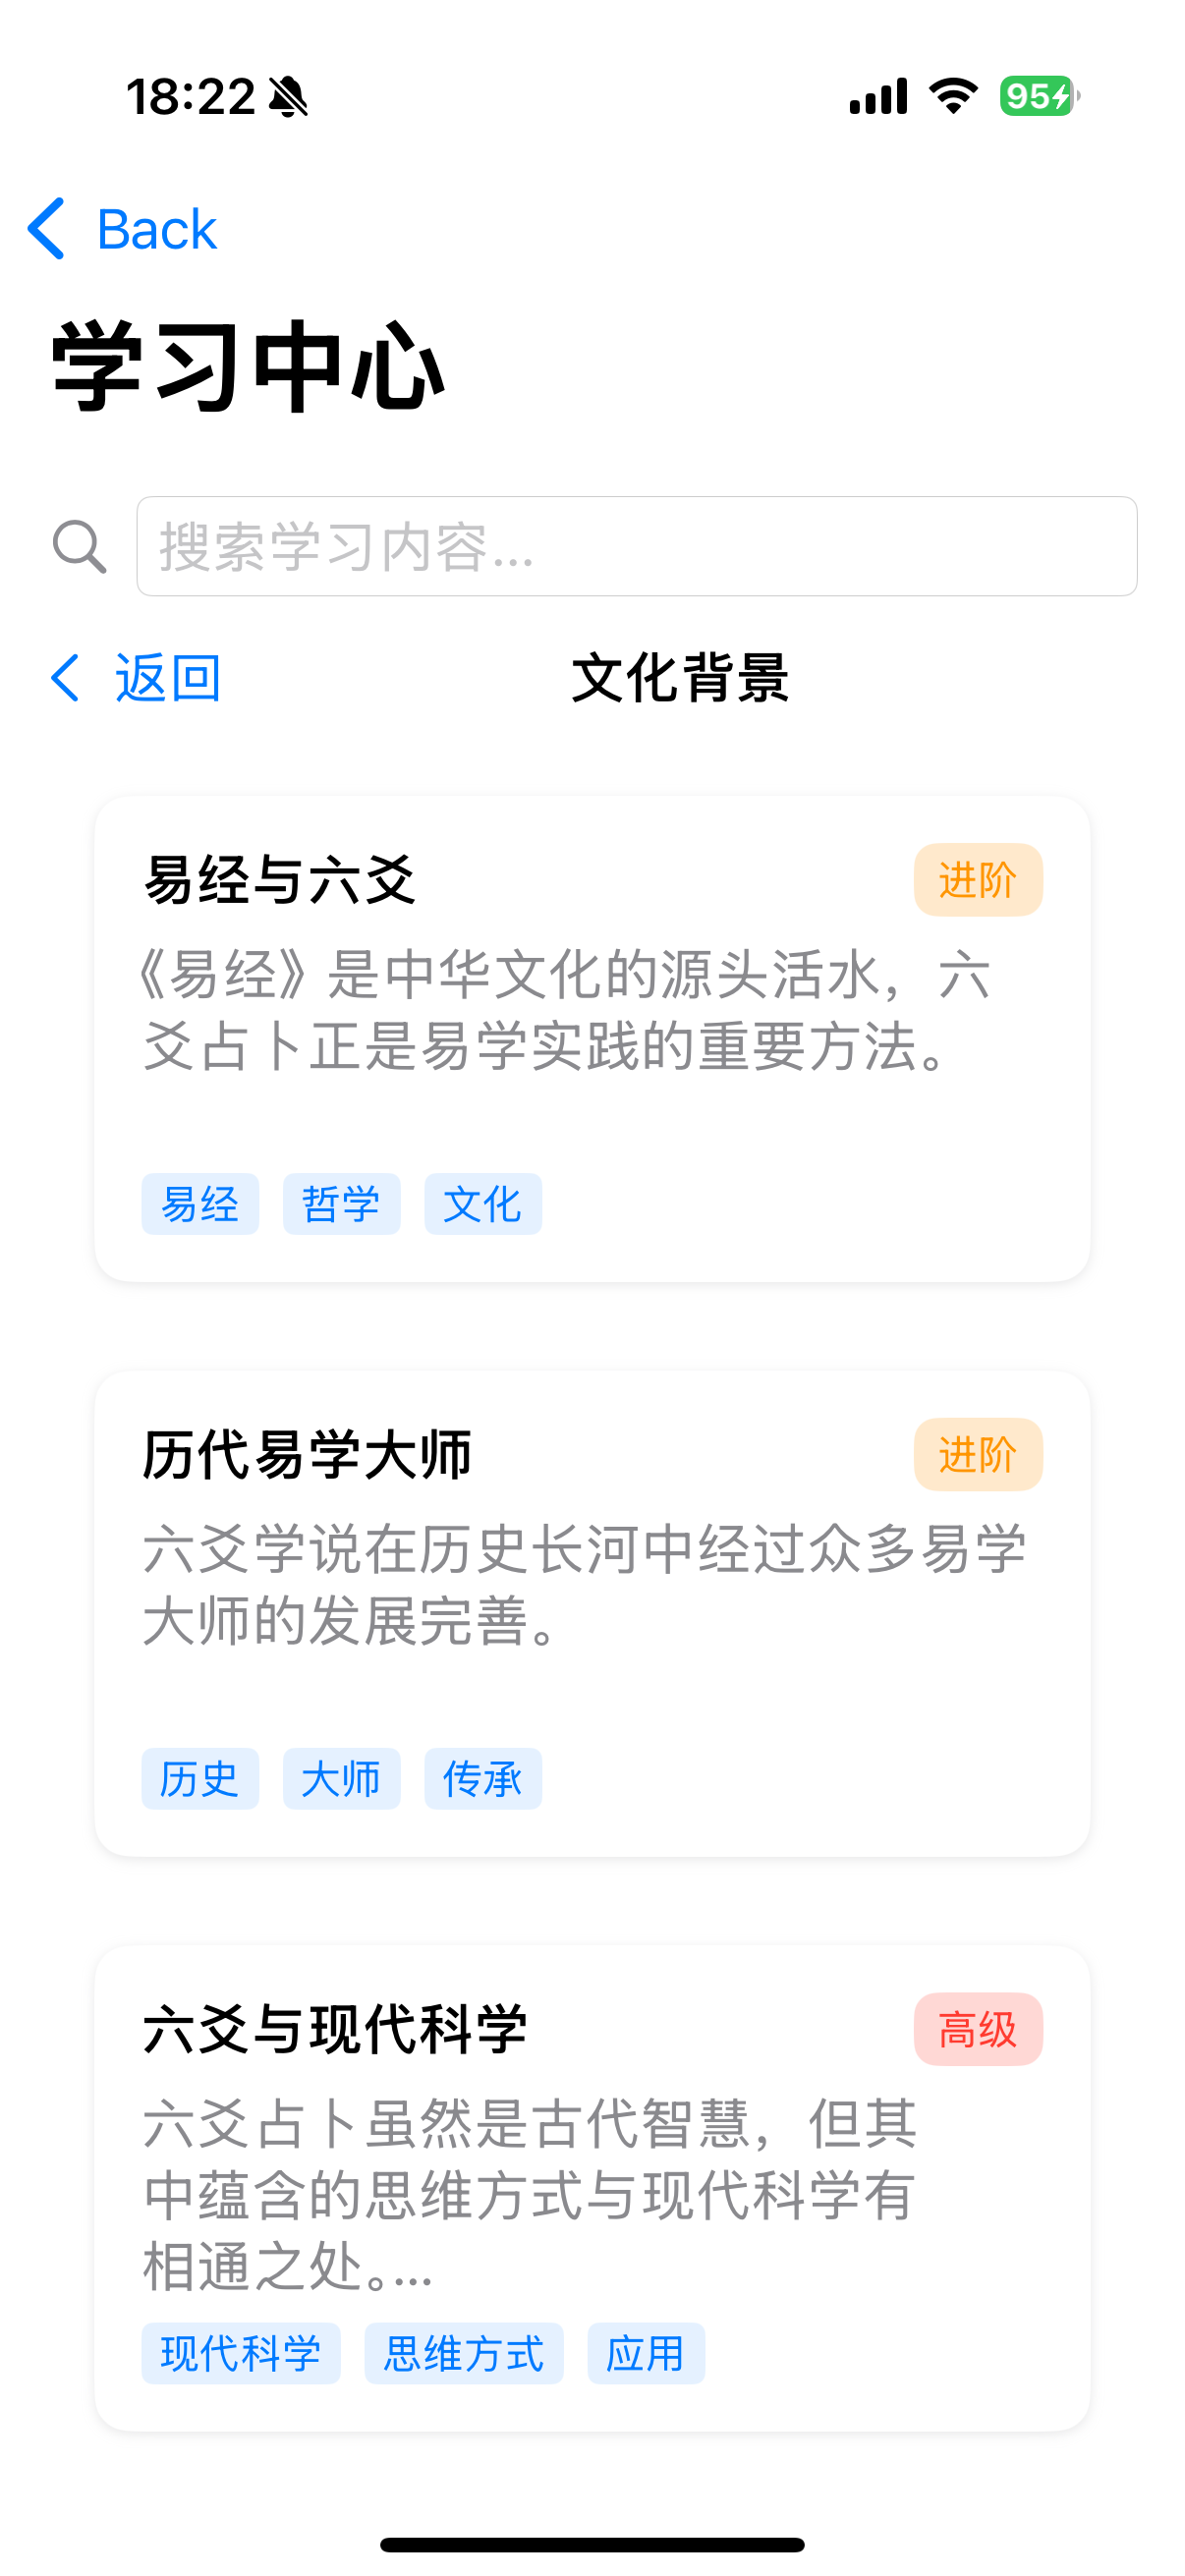 18:22
95
Back
学习中心
搜索学习内容...
返回
文化背景
易经与六爻
进阶
《易经》是中华文化的源头活水，六
爻占卜正是易学实践的重要方法。
易经 哲学 文化
历代易学大师
进阶
六爻学说在历史长河中经过众多易学
大师的发展完善。
历史 大师 传承
六爻与现代科学
高级
六爻占卜虽然是古代智慧，但其
中蕴含的思维方式与现代科学有
相通之处。...
现代科学 思维方式 应用